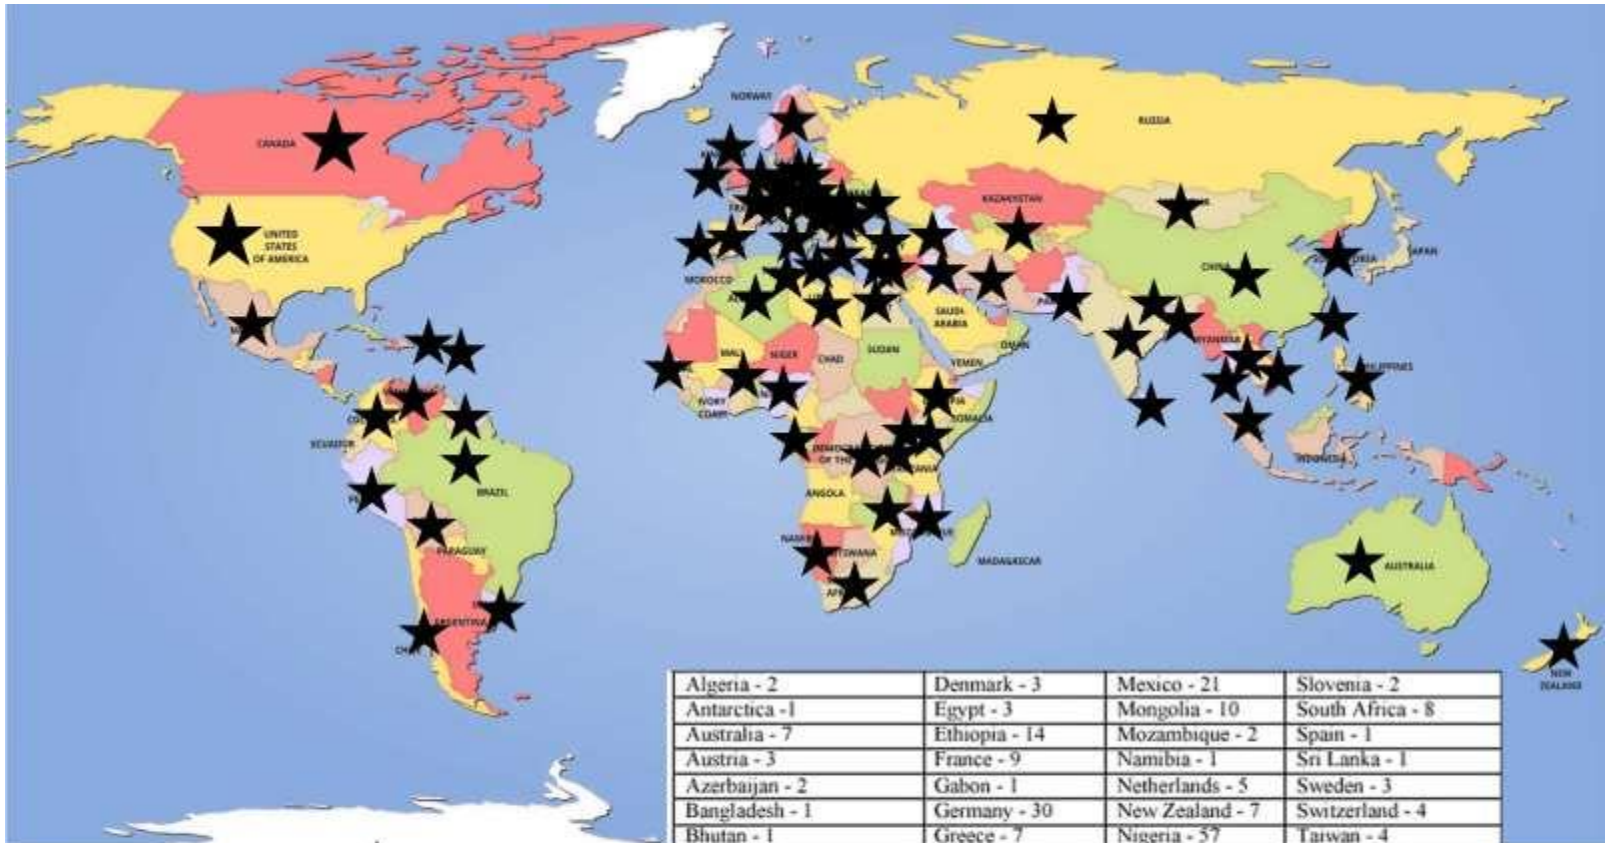 NORWAY
RUSSIA
CANADA
KAZAKHSTAN
UNITED
STATES
OF AMERICA
JAPAN
CHINA
MOROCCO
SAUDI
ARABIA
OMAN
YEMEN
MALI
NIGER
CHAD
SUDAN
MYANMAR
PHILIPPINES
IVORY
COAST
SOMALIA
ECUADOR
OF THE
TANZANIA
INDONESIA
BRAZIL
ANGOLA
PARAGUAY
MADAGASCAR
AUSTRALIA
ARGENTINA
NEW
ZEALAND
Algeria - 2 Denmark - 3 Mexico - 21 Slovenia - 2
Antarctica -1 Egypt - 3 Mongolia - 10 South Africa - 8
Australia - 7 Ethiopia - 14 Mozambique - 2 Spain - 1
Austria - 3 France - 9 Namibia - 1 Sri Lanka - 1
Azerbaijan - 2 Gabon - 1 Netherlands - 5 Sweden - 3
Bangladesh - 1 Germany - 30 New Zealand - 7 Switzerland - 4
Bhutan - 1 Greece - 7 Nigeria - 57 Taiwan - 4